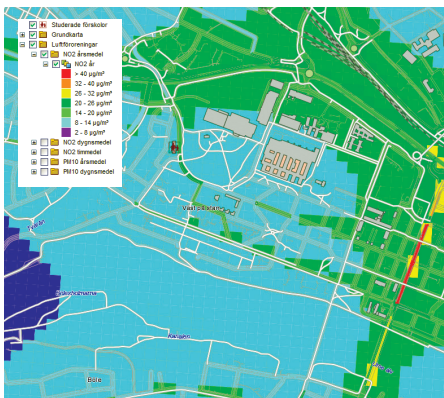 Studerade förskolor
Grundkarta
Luftföroreningar
NO2 årsmedel
NO2 år
> 40 µg/m³
32 - 40 µg/m³
26 - 32 µg/m³
20 - 26 µg/m³
14 - 20 µg/m³
8 - 14 µg/m³
2 - 8 µg/m³
NO2 dygnsmedel
NO2 timmedel
PM10 årsmedel
PM10 dygnsmedel
Böle